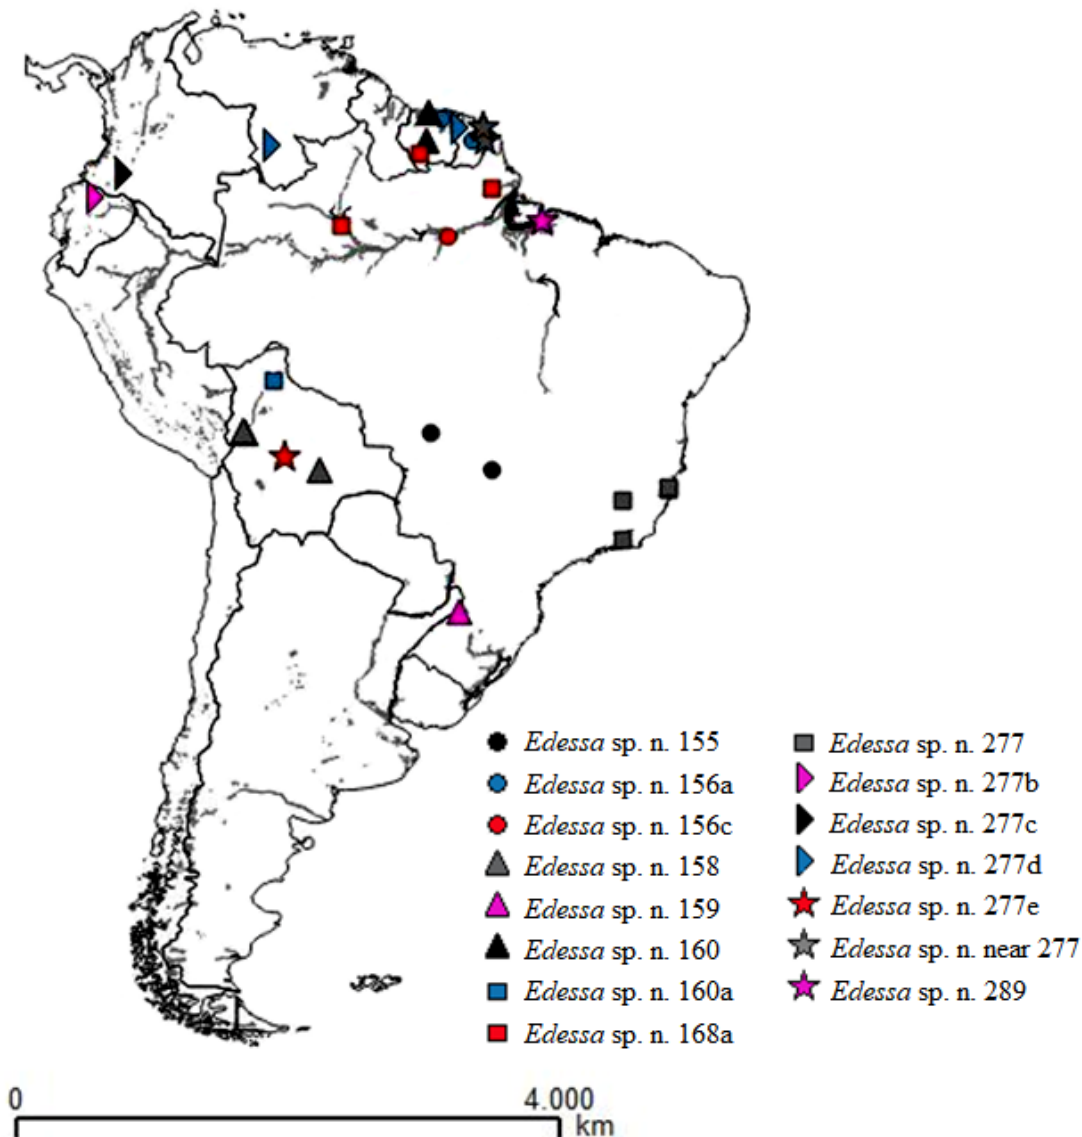 Edessa sp. n. 155
Edessa sp. n. 156a
Edessa sp. n. 156c
Edessa sp. n. 158
Edessa sp. n. 159
Edessa sp. n. 160
Edessa sp. n. 160a
Edessa sp. n. 168a
Edessa sp. n. 277
Edessa sp. n. 277b
Edessa sp. n. 277c
Edessa sp. n. 277d
Edessa sp. n. 277e
Edessa sp. n. near 277
Edessa sp. n. 289
0 4.000
km